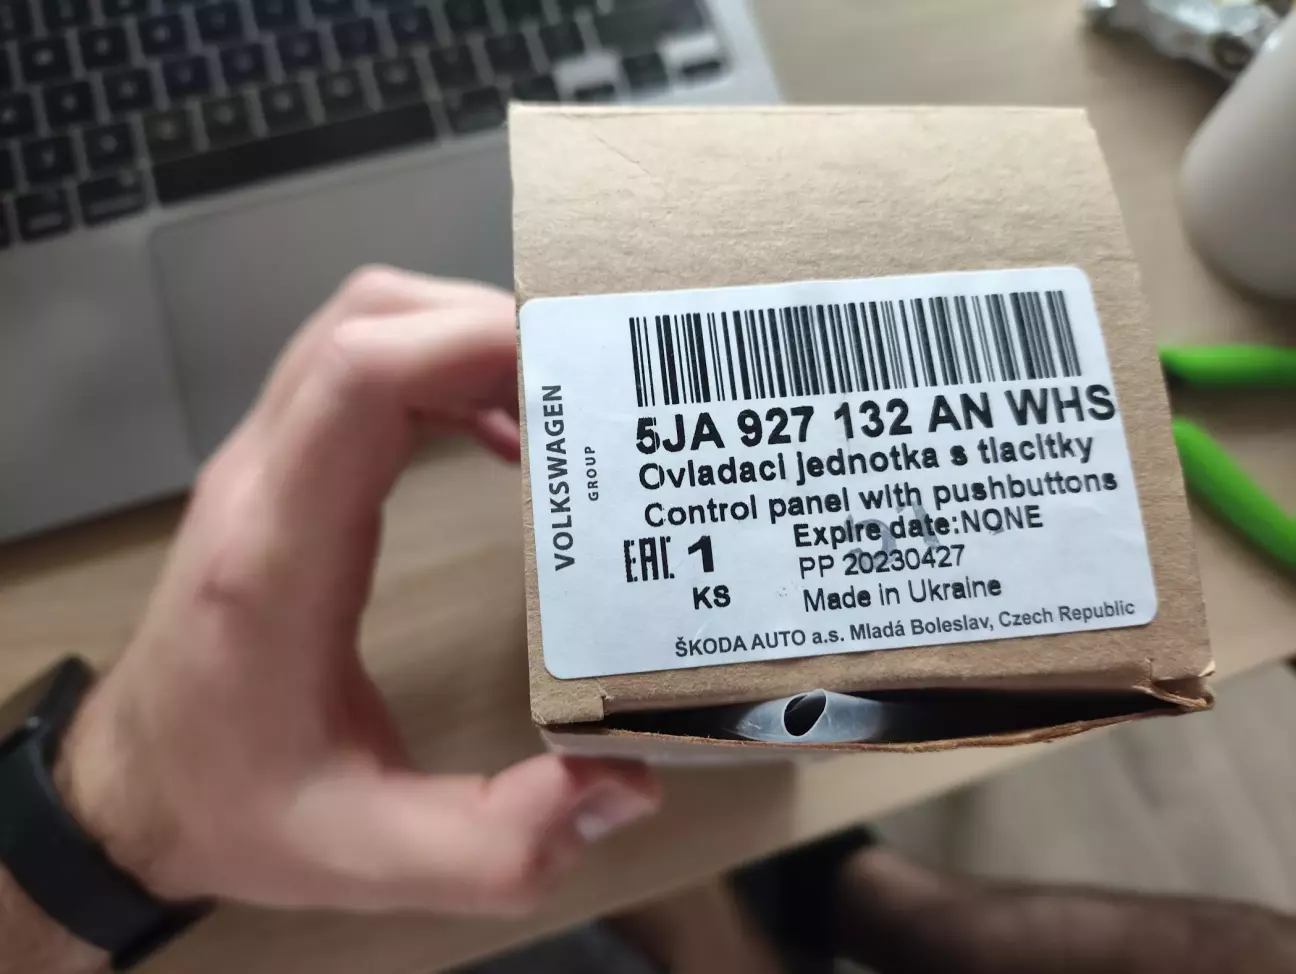 VOLKSWAGEN
GROUP
5JA 927 132 AN WHS
Ovladaci jednotka s tlacitky
Control panel with pushbuttons
Expire date:NONE
EAC 1
KS
PP 20230427
Made in Ukraine
ŠKODA AUTO a.s. Mladá Boleslav, Czech Republic